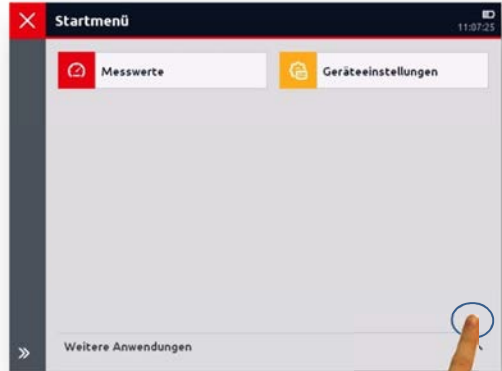 Startmenü
11:07:25
Messwerte
Geräteeinstellungen
Weitere Anwendungen